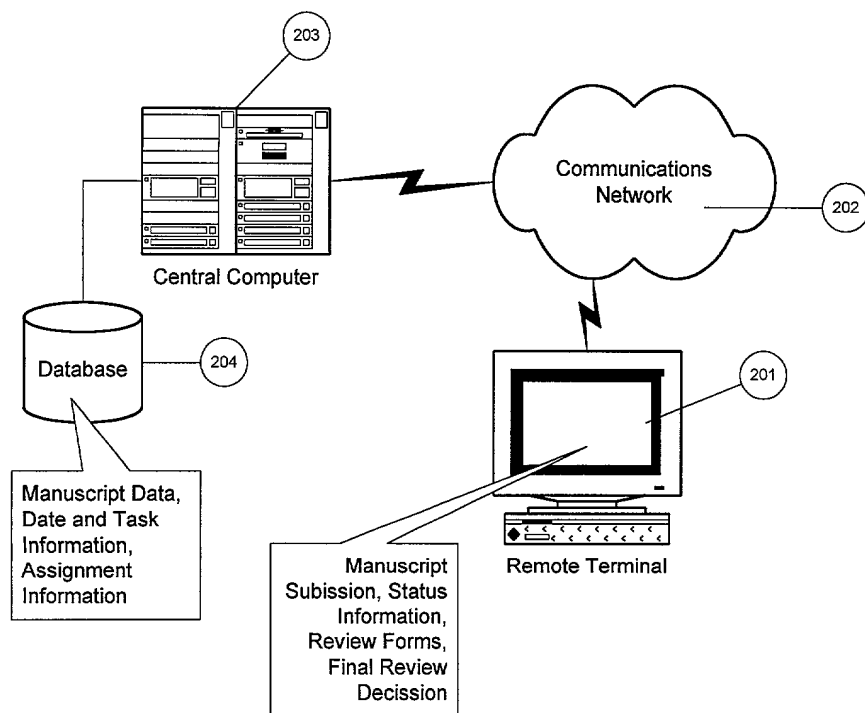 203
Communications
Network
202
Central Computer
Database
204
201
Manuscript Data,
Date and Task
Information,
Assignment
Information
Remote Terminal
Manuscript
Subission, Status
Information,
Review Forms,
Final Review
Decission